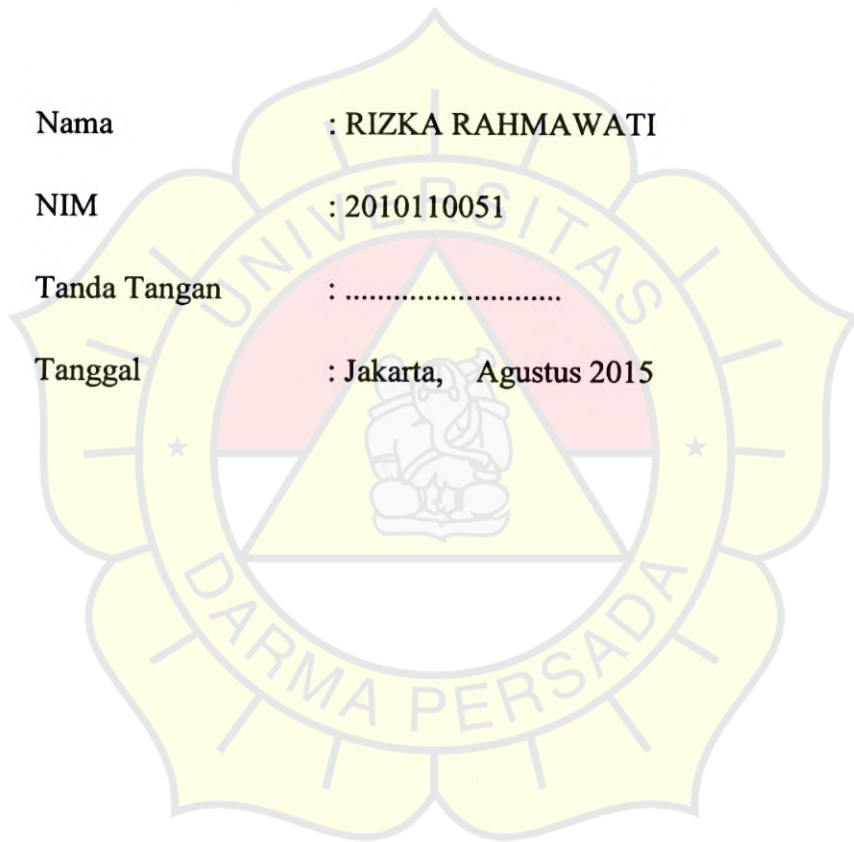 Nama : RIZKA RAHMAWATI
NIM : 2010110051
Tanda Tangan : ...........................
Tanggal : Jakarta, Agustus 2015
UNIVERSITAS
DARMA PERSADA